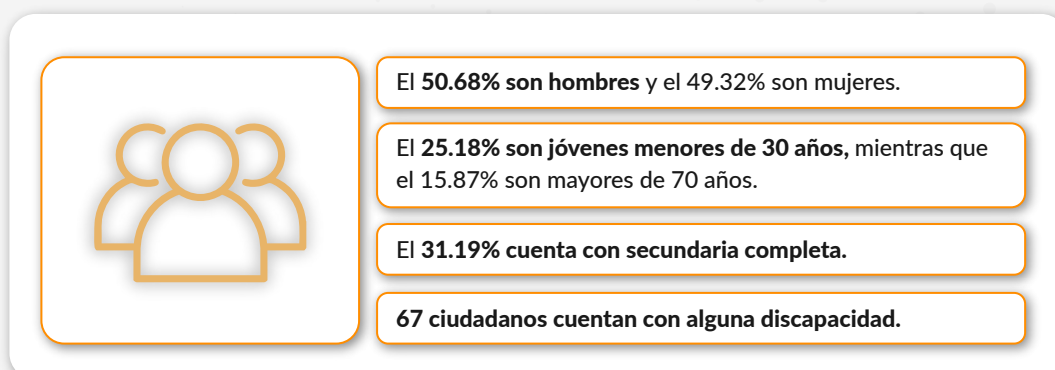 El 50.68% son hombres y el 49.32% son mujeres.
El 25.18% son jóvenes menores de 30 años, mientras que
el 15.87% son mayores de 70 años.
El 31.19% cuenta con secundaria completa.
67 ciudadanos cuentan con alguna discapacidad.